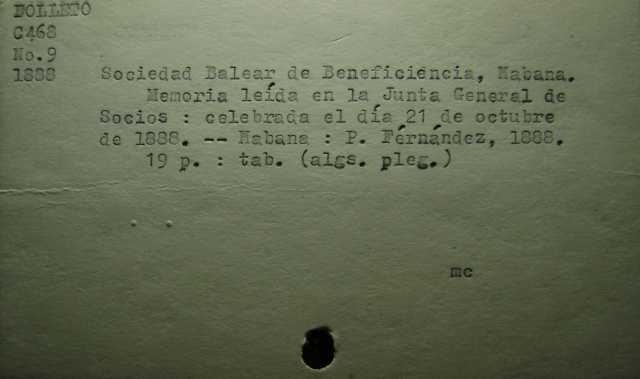 FOLLETO
C468
No.9
1888 Sociedad Balear de Beneficiencia, Habana.
Memoria leída en la Junta General de
Socios : celebrada el día 21 de octubre
de 1888. -- Habana : P. Férnández, 1888.
19 p. : tab. (algs. pleg.)
mc